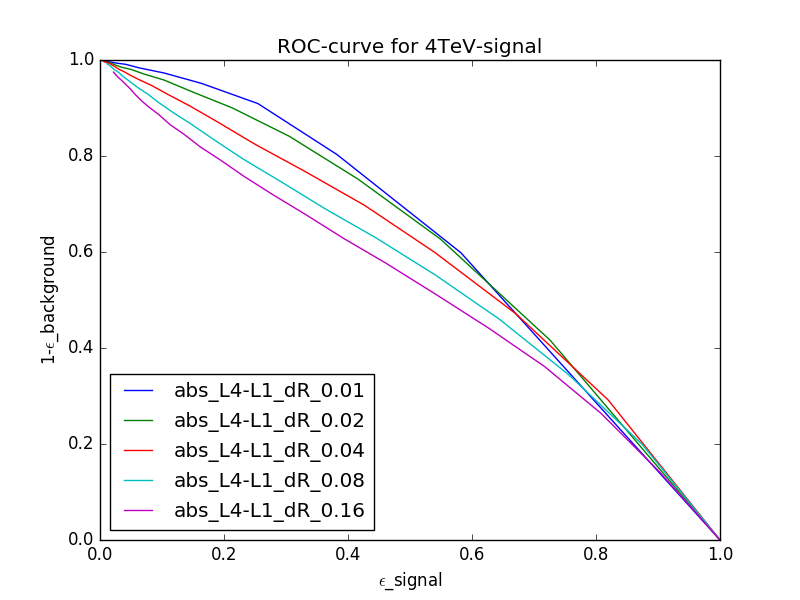 ROC-curve for 4TeV-signal
1.0
0.8
0.6
0.4
0.2
0.0
1-ϵ_background
abs_L4-L1_dR_0.01
abs_L4-L1_dR_0.02
abs_L4-L1_dR_0.04
abs_L4-L1_dR_0.08
abs_L4-L1_dR_0.16
0.0 0.2 0.4 0.6 0.8 1.0
ϵ_signal